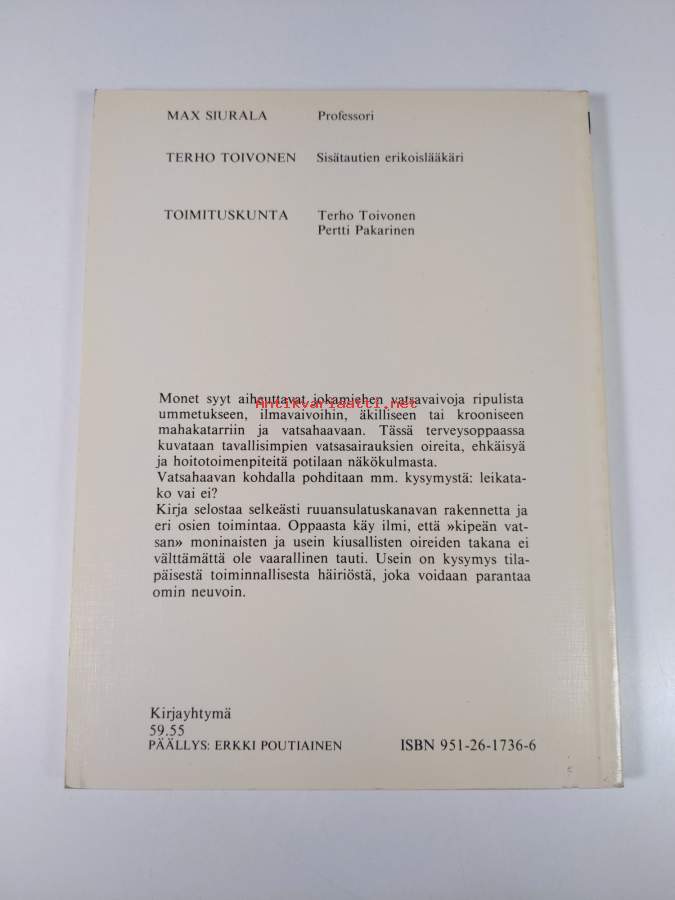 MAX SIURALA Professori
TERHO TOIVONEN Sisätautien erikoislääkäri
TOIMITUSKUNTA Terho Toivonen
Pertti Pakarinen
Monet syyt aiheuttavat jokamiehen vatsavaivoja ripulista
Antikvariaatti.net
ummetukseen, ilmavaivoihin, äkilliseen tai krooniseen
mahakatarriin ja vatsahaavaan. Tässä terveysoppaassa
kuvataan tavallisimpien vatsasairauksien oireita, ehkäisyä
ja hoitotoimenpiteitä potilaan näkökulmasta.
Vatsahaavan kohdalla pohditaan mm. kysymystä: leikata-
ko vai ei?
Kirja selostaa selkeästi ruuansulatuskanavan rakennetta ja
eri osien toimintaa. Oppaasta käy ilmi, että »kipeän vat-
san» moninaisten ja usein kiusallisten oireiden takana ei
välttämättä ole vaarallinen tauti. Usein on kysymys tila-
päisestä toiminnallisesta häiriöstä, joka voidaan parantaa
omin neuvoin.
Kirjayhtymä
59.55
PÄÄLLYS: ERKKI POUTIAINEN ISBN 951-26-1736-6